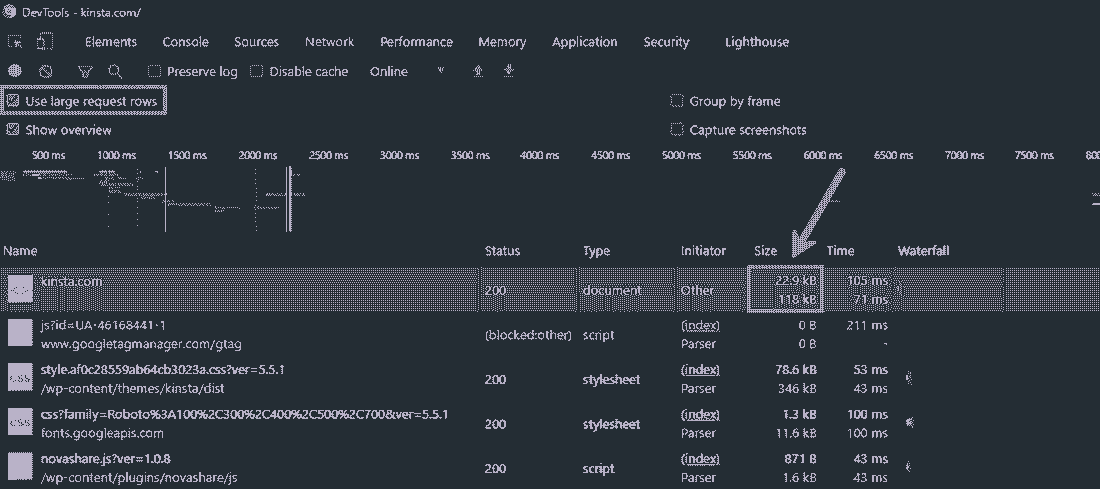 DevTools - kinsta.com/
Elements Console Sources Network Performance Memory Application Security Lighthouse
Preserve log Disable cache Online
Use large request rows Group by frame
Show overview Capture screenshots
500 ms 1000 ms 1500 ms 2000 ms 2500 ms 3000 ms 3500 ms 4000 ms 4500 ms 5000 ms 5500 ms 6000 ms 6500 ms 7000 ms 7500 ms
Name Status Type Initiator Size Time Waterfall
kinsta.com 200 document Other 22.9 kB 105 ms
118 kB 71 ms
js?id=UA-46168441-1 (blocked:other) script (index) 0 B 211 ms
www.googletagmanager.com/gtag Parser 0 B -
style.af0c28559ab64cb3023a.css?ver=5.5.1 200 stylesheet (index) 78.6 kB 53 ms
/wp-content/themes/kinsta/dist Parser 346 kB 43 ms
css?family=Roboto%3A100%2C300%2C400%2C500%2C700&ver=5.5.1 200 stylesheet (index) 1.3 kB 100 ms
fonts.googleapis.com Parser 11.6 kB 100 ms
novashare.js?ver=1.0.8 200 script (index) 871 B 43 ms
/wp-content/plugins/novashare/js Parser 1.6 kB 43 ms